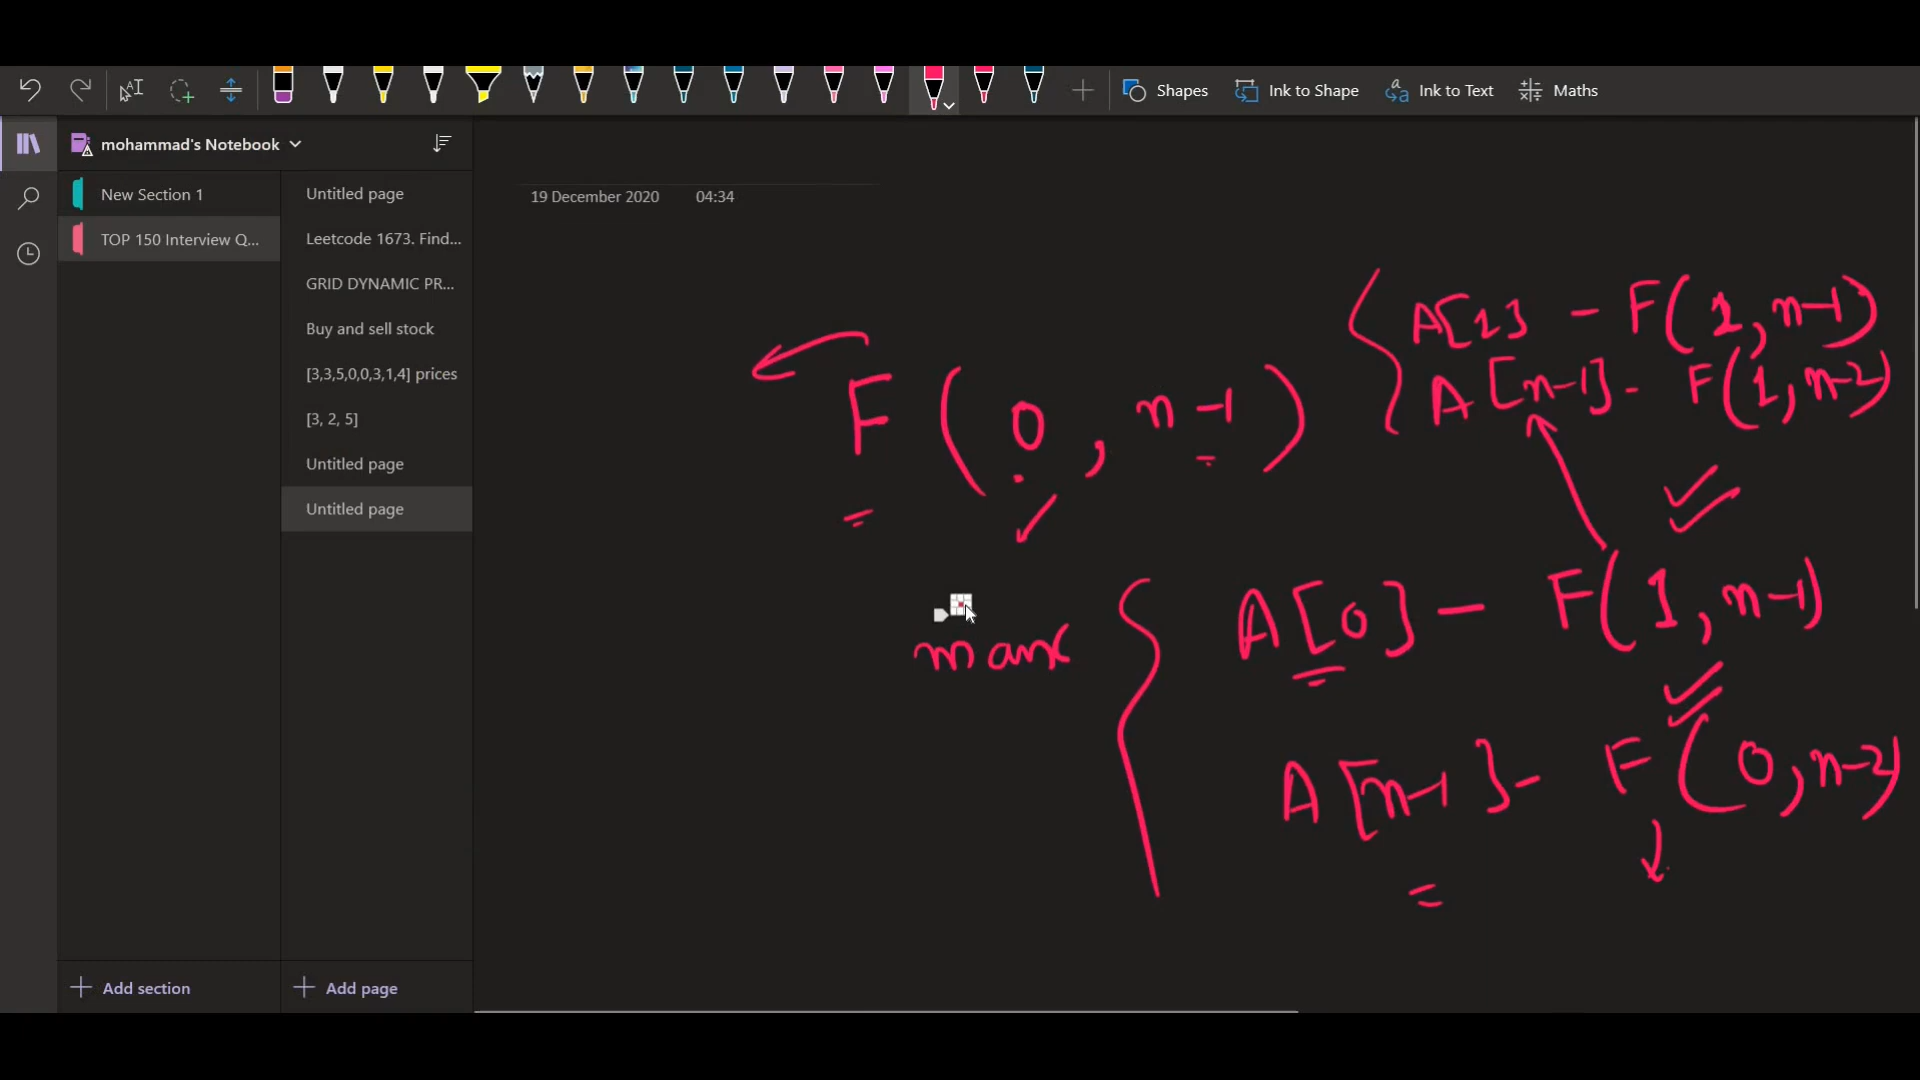 Shapes
Ink to Shape
Ink to Text
Maths
mohammad's Notebook
New Section 1
TOP 150 Interview Q...
Untitled page
Leetcode 1673. Find...
GRID DYNAMIC PR...
Buy and sell stock
[3,3,5,0,0,3,1,4] prices
[3, 2, 5]
Untitled page
Untitled page
Add section
Add page
19 December 2020 04:34
A[1] - F(1, n-1)
A[n-1] - F(1, n-2)
F(0, n-1)
max
A[0] - F(1, n-1)
A[n-1] - F(0, n-2)